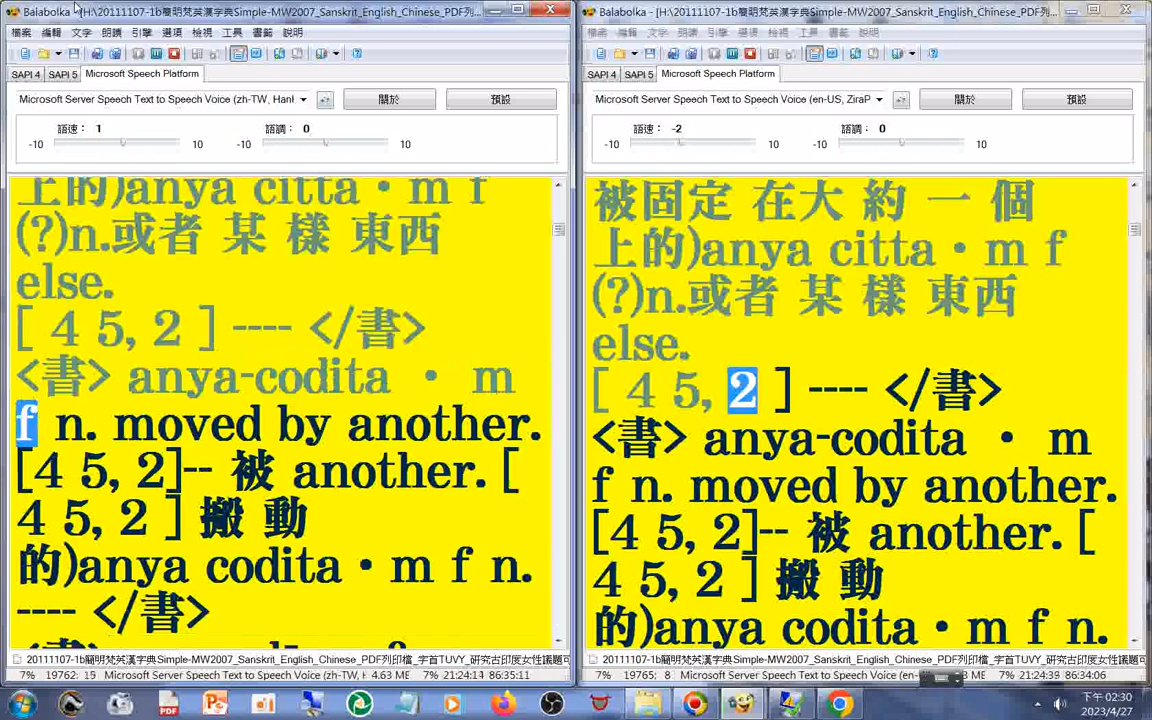 Balabolka - [H:\20111107-1b簡明梵英漢字典Simple-MW2007_Sanskrit_English_Chinese_PDF列...
檔案 編輯 文字 朗讀 引擎 選項 檢視 工具 書籤 說明
SAPI 4 SAPI 5 Microsoft Speech Platform
Microsoft Server Speech Text to Speech Voice (zh-TW, Hanl 關於 預設
語速： 1 語調： 0
-10 10 -10 10
上的)anya citta・m f
(?)n.或者 某 樣 東西
else.
[ 4 5, 2 ] ---- </書>
<書> anya-codita ・ m
f n. moved by another.
[4 5, 2]-- 被 another. [
4 5, 2 ] 搬 動
的)anya codita・m f n.
---- </書>
20111107-1b簡明梵英漢字典Simple-MW2007_Sanskrit_English_Chinese_PDF列印檔_字首TUVY_研究古印度女性議題可
7% 19762: 15 Microsoft Server Speech Text to Speech Voice (zh-TW, H 4.63 ME 7% 21:24:14 86:35:11
Balabolka - [H:\20111107-1b簡明梵英漢字典Simple-MW2007_Sanskrit_English_Chinese_PDF列...
檔案 編輯 文字 朗讀 引擎 選項 檢視 工具 書籤 說明
SAPI 4 SAPI 5 Microsoft Speech Platform
Microsoft Server Speech Text to Speech Voice (en-US, ZiraP 關於 預設
語速： -2 語調： 0
-10 10 -10 10
被固定 在大 約 一 個
上的)anya citta・m f
(?)n.或者 某 樣 東西
else.
[ 4 5, 2 ] ---- </書>
<書> anya-codita ・ m
f n. moved by another.
[4 5, 2]-- 被 another. [
4 5, 2 ] 搬 動
的)anya codita・m f n.
20111107-1b簡明梵英漢字典Simple-MW2007_Sanskrit_English_Chinese_PDF列印檔_字首TUVY_研究古印度女性議題可
7% 19765: 8 Microsoft Server Speech Text to Speech Voice (en- 4.63 ME 7% 21:24:39 86:34:06
下午 02:30
2023/4/27